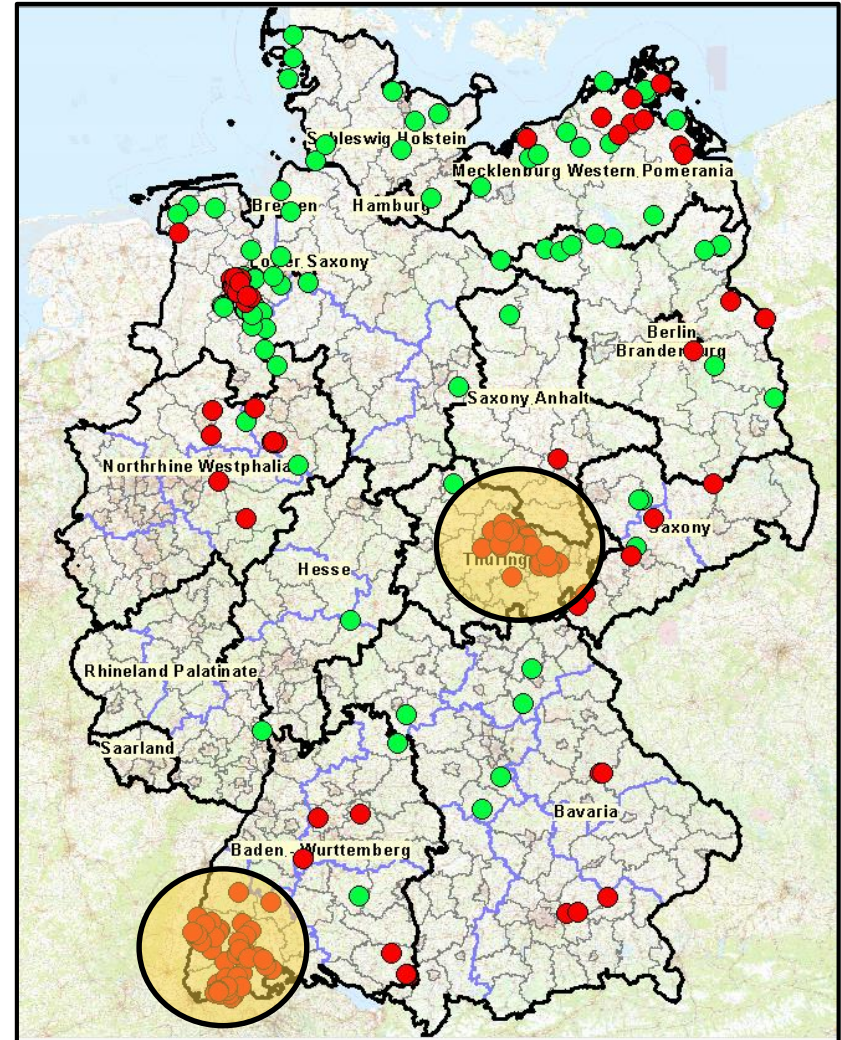 Schleswig Holstein
Mecklenburg Western Pomerania
Bremen
Hamburg
Lower Saxony
Berlin
Brandenburg
Saxony Anhalt
Northrhine Westphalia
Saxony
Thuring
Hesse
Rhineland Palatinate
Saarland
Bavaria
Baden - Wurttemberg